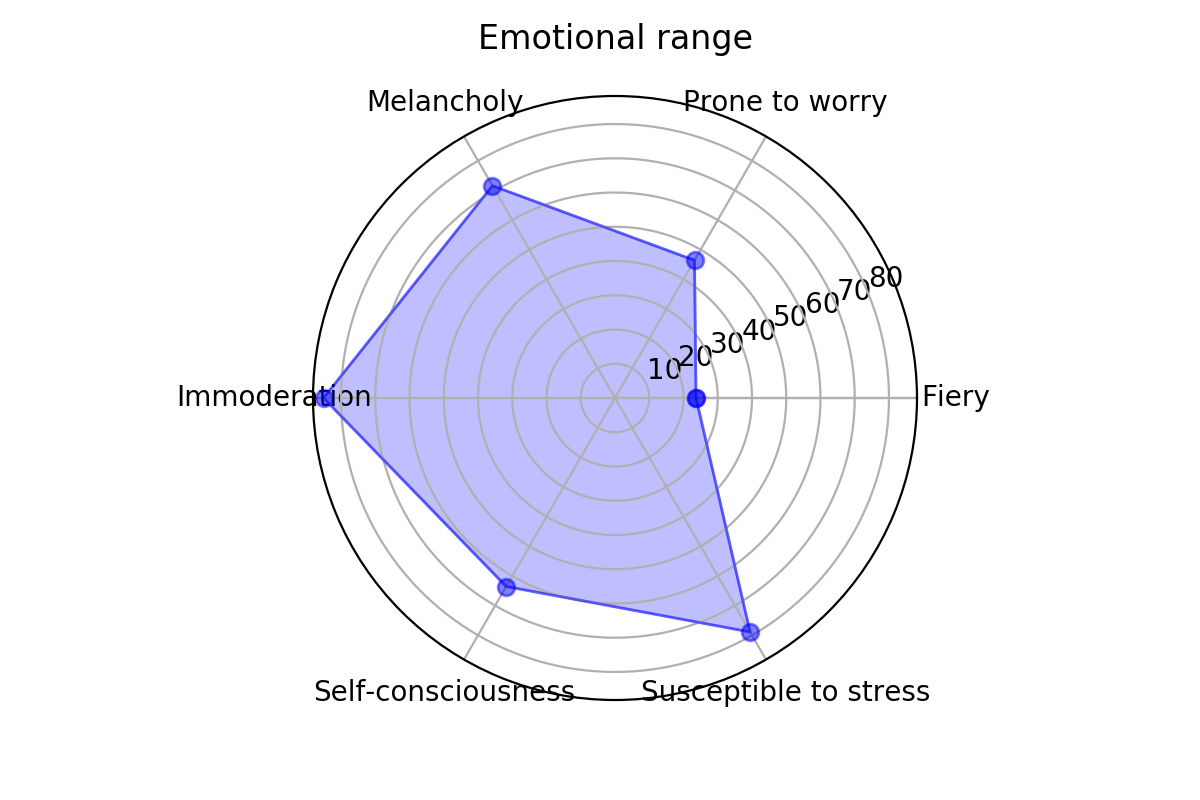 Emotional range
Melancholy
Prone to worry
80
70
60
50
40
30
20
10
Immoderation
Fiery
Self-consciousness
Susceptible to stress